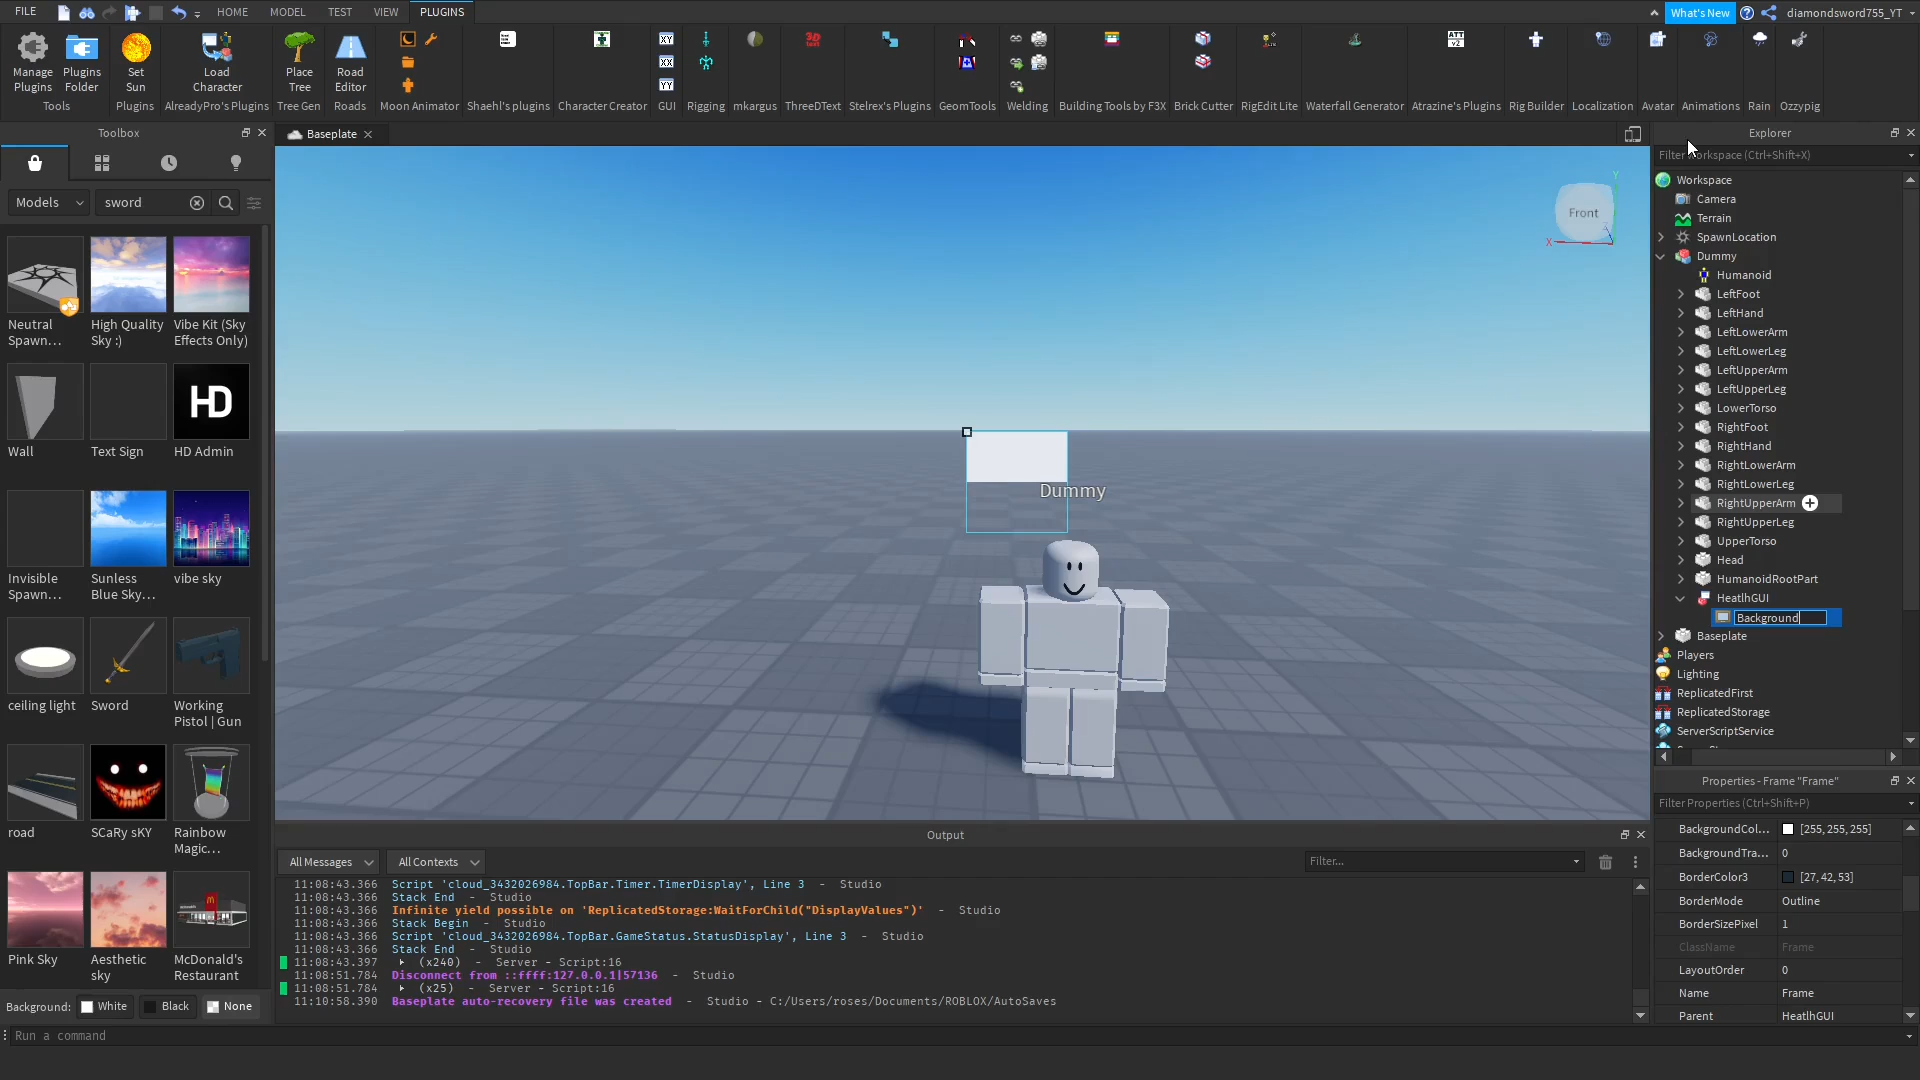 FILE
HOME
MODEL
TEST
VIEW
PLUGINS
What's New
diamondsword755_YT
Manage Plugins
Plugins Folder
Tools
Set Sun
Plugins
Load Character
AlreadyPro's Plugins
Place Tree
Tree Gen
Road Editor
Roads
Moon Animator
Shaehl's plugins
Character Creator
XY
XX
YY
GUI
Rigging
mkargus
3D TEXT
ThreeDText
Stelrex's Plugins
GeomTools
Welding
Building Tools by F3X
Brick Cutter
RigEdit Lite
Waterfall Generator
ATT v2
Atrazine's Plugins
Rig Builder
Localization
Avatar
Animations
Rain
Ozzypig
Toolbox
Models
sword
Neutral Spawn...
High Quality Sky :)
Vibe Kit (Sky Effects Only)
Wall
Text Sign
HD
HD Admin
Invisible Spawn...
Sunless Blue Sky...
vibe sky
ceiling light
Sword
Working Pistol | Gun
road
SCaRy sKY
Rainbow Magic...
Pink Sky
Aesthetic sky
McDonald's Restaurant
Background:
White
Black
None
Baseplate
Front
Y
X
Dummy
Output
All Messages
All Contexts
Filter...
11:08:43.366 Script 'cloud_3432026984.TopBar.Timer.TimerDisplay', Line 3 - Studio
11:08:43.366 Stack End - Studio
11:08:43.366 Infinite yield possible on 'ReplicatedStorage:WaitForChild("DisplayValues")' - Studio
11:08:43.366 Stack Begin - Studio
11:08:43.366 Script 'cloud_3432026984.TopBar.GameStatus.StatusDisplay', Line 3 - Studio
11:08:43.366 Stack End - Studio
11:08:43.397 (x240) - Server - Script:16
11:08:51.784 Disconnect from ::ffff:127.0.0.1|57136 - Studio
11:08:51.784 (x25) - Server - Script:16
11:10:58.390 Baseplate auto-recovery file was created - Studio - C:/Users/roses/Documents/ROBLOX/AutoSaves
Run a command
Explorer
Filter workspace (Ctrl+Shift+X)
Workspace
Camera
Terrain
SpawnLocation
Dummy
Humanoid
LeftFoot
LeftHand
LeftLowerArm
LeftLowerLeg
LeftUpperArm
LeftUpperLeg
LowerTorso
RightFoot
RightHand
RightLowerArm
RightLowerLeg
RightUpperArm
RightUpperLeg
UpperTorso
Head
HumanoidRootPart
HeatlhGUI
Background
Baseplate
Players
Lighting
ReplicatedFirst
ReplicatedStorage
ServerScriptService
Properties - Frame "Frame"
Filter Properties (Ctrl+Shift+P)
BackgroundCol... [255, 255, 255]
BackgroundTra... 0
BorderColor3 [27, 42, 53]
BorderMode Outline
BorderSizePixel 1
ClassName Frame
LayoutOrder 0
Name Frame
Parent HeatlhGUI